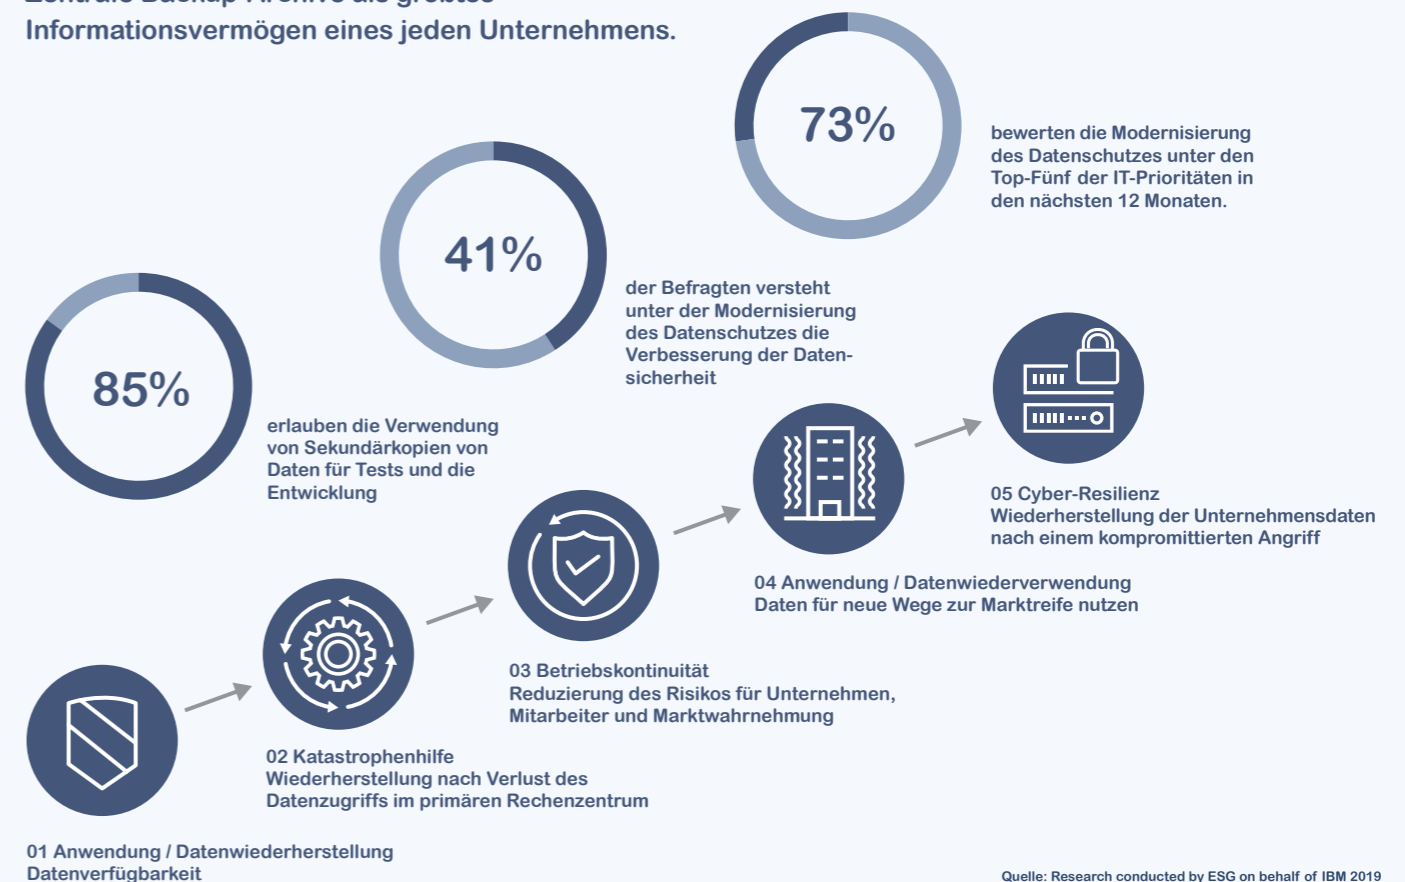 Zentrale Backup-Archive als größtes
Informationsvermögen eines jeden Unternehmens.
73%
bewerten die Modernisierung
des Datenschutzes unter den
Top-Fünf der IT-Prioritäten in
den nächsten 12 Monaten.
41%
der Befragten versteht
unter der Modernisierung
des Datenschutzes die
Verbesserung der Daten-
sicherheit
85%
erlauben die Verwendung
von Sekundärkopien von
Daten für Tests und die
Entwicklung
01 Anwendung / Datenwiederherstellung
Datenverfügbarkeit
02 Katastrophenhilfe
Wiederherstellung nach Verlust des
Datenzugriffs im primären Rechenzentrum
03 Betriebskontinuität
Reduzierung des Risikos für Unternehmen,
Mitarbeiter und Marktwahrnehmung
04 Anwendung / Datenwiederverwendung
Daten für neue Wege zur Marktreife nutzen
05 Cyber-Resilienz
Wiederherstellung der Unternehmensdaten
nach einem kompromittierten Angriff
Quelle: Research conducted by ESG on behalf of IBM 2019